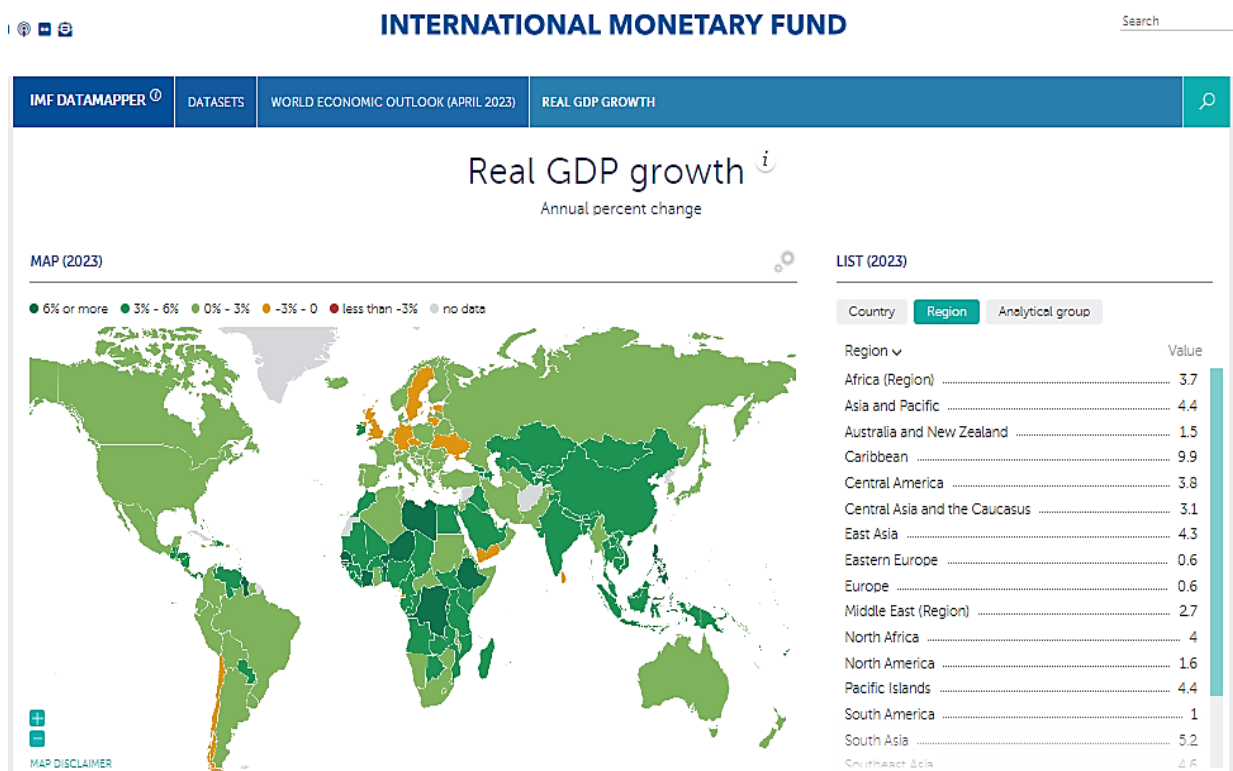 INTERNATIONAL MONETARY FUND
Search
IMF DATAMAPPER i
DATASETS
WORLD ECONOMIC OUTLOOK (APRIL 2023)
REAL GDP GROWTH
Real GDP growth i
Annual percent change
MAP (2023)
6% or more 3% - 6% 0% - 3% -3% - 0 less than -3% no data
+
−
MAP DISCLAIMER
LIST (2023)
Country Region Analytical group
Region Value
Africa (Region) 3.7
Asia and Pacific 4.4
Australia and New Zealand 1.5
Caribbean 9.9
Central America 3.8
Central Asia and the Caucasus 3.1
East Asia 4.3
Eastern Europe 0.6
Europe 0.6
Middle East (Region) 2.7
North Africa 4
North America 1.6
Pacific Islands 4.4
South America 1
South Asia 5.2
Southeast Asia 4.6